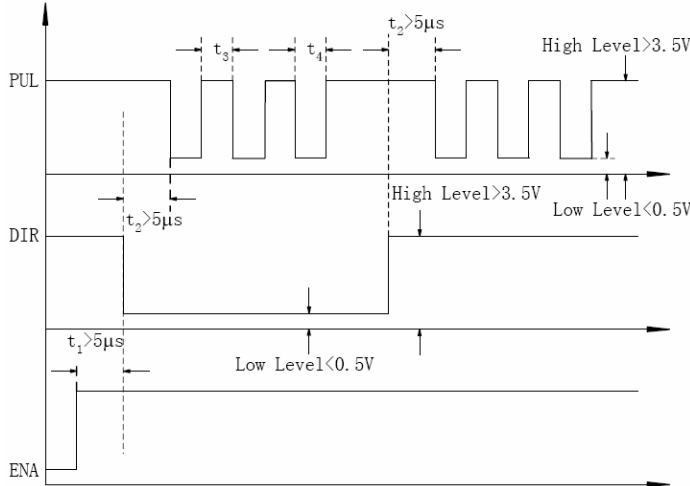 t₂>5μs
t₃
t₄
High Level>3.5V
PUL
High Level>3.5V
Low Level<0.5V
t₂>5μs
DIR
t₁>5μs
Low Level<0.5V
ENA